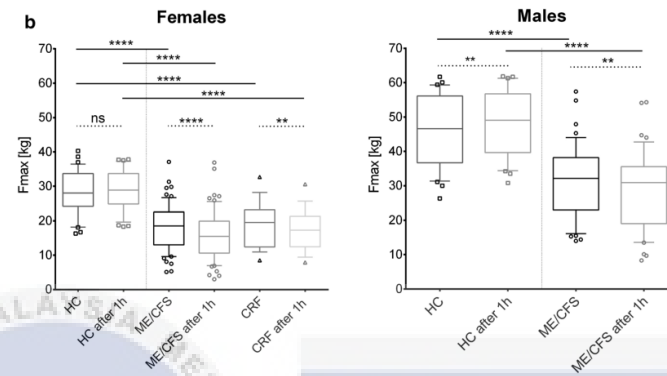 b
Females
Males
****
****
****
****
ns
****
**
****
****
**
**
Fmax [kg]
70
60
50
40
30
20
10
0
HC
HC after 1h
ME/CFS
ME/CFS after 1h
CRF
CRF after 1h
Fmax [kg]
70
60
50
40
30
20
10
0
HC
HC after 1h
ME/CFS
ME/CFS after 1h
ALAYSIA